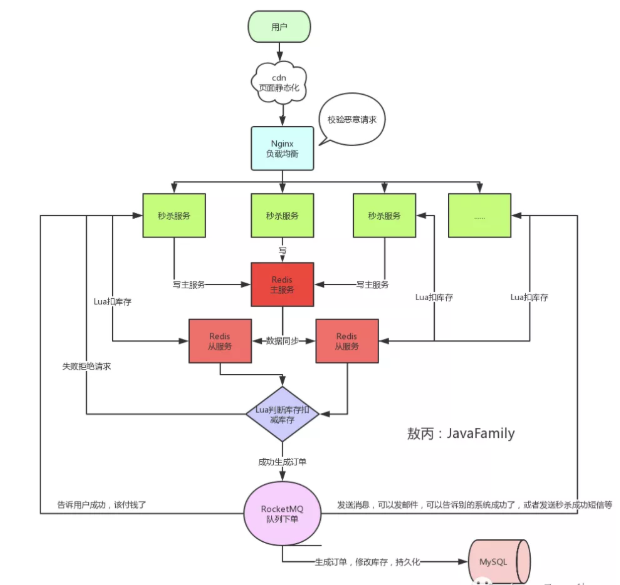 用户
cdn
页面静态化
校验恶意请求
Nginx
负载均衡
秒杀服务
秒杀服务
秒杀服务
......
写
写主服务
Redis
主服务
写主服务
Lua扣库存
Lua扣库存
Lua扣库存
Redis
从服务
数据同步
Redis
从服务
失败拒绝请求
Lua判断库存扣
减库存
敖丙：JavaFamily
成功生成订单
告诉用户成功，该付钱了
RocketMQ
队列下单
发送消息，可以发邮件，可以告诉别的系统成功了，或者发送秒杀成功短信等
生成订单，修改库存，持久化
MySQL